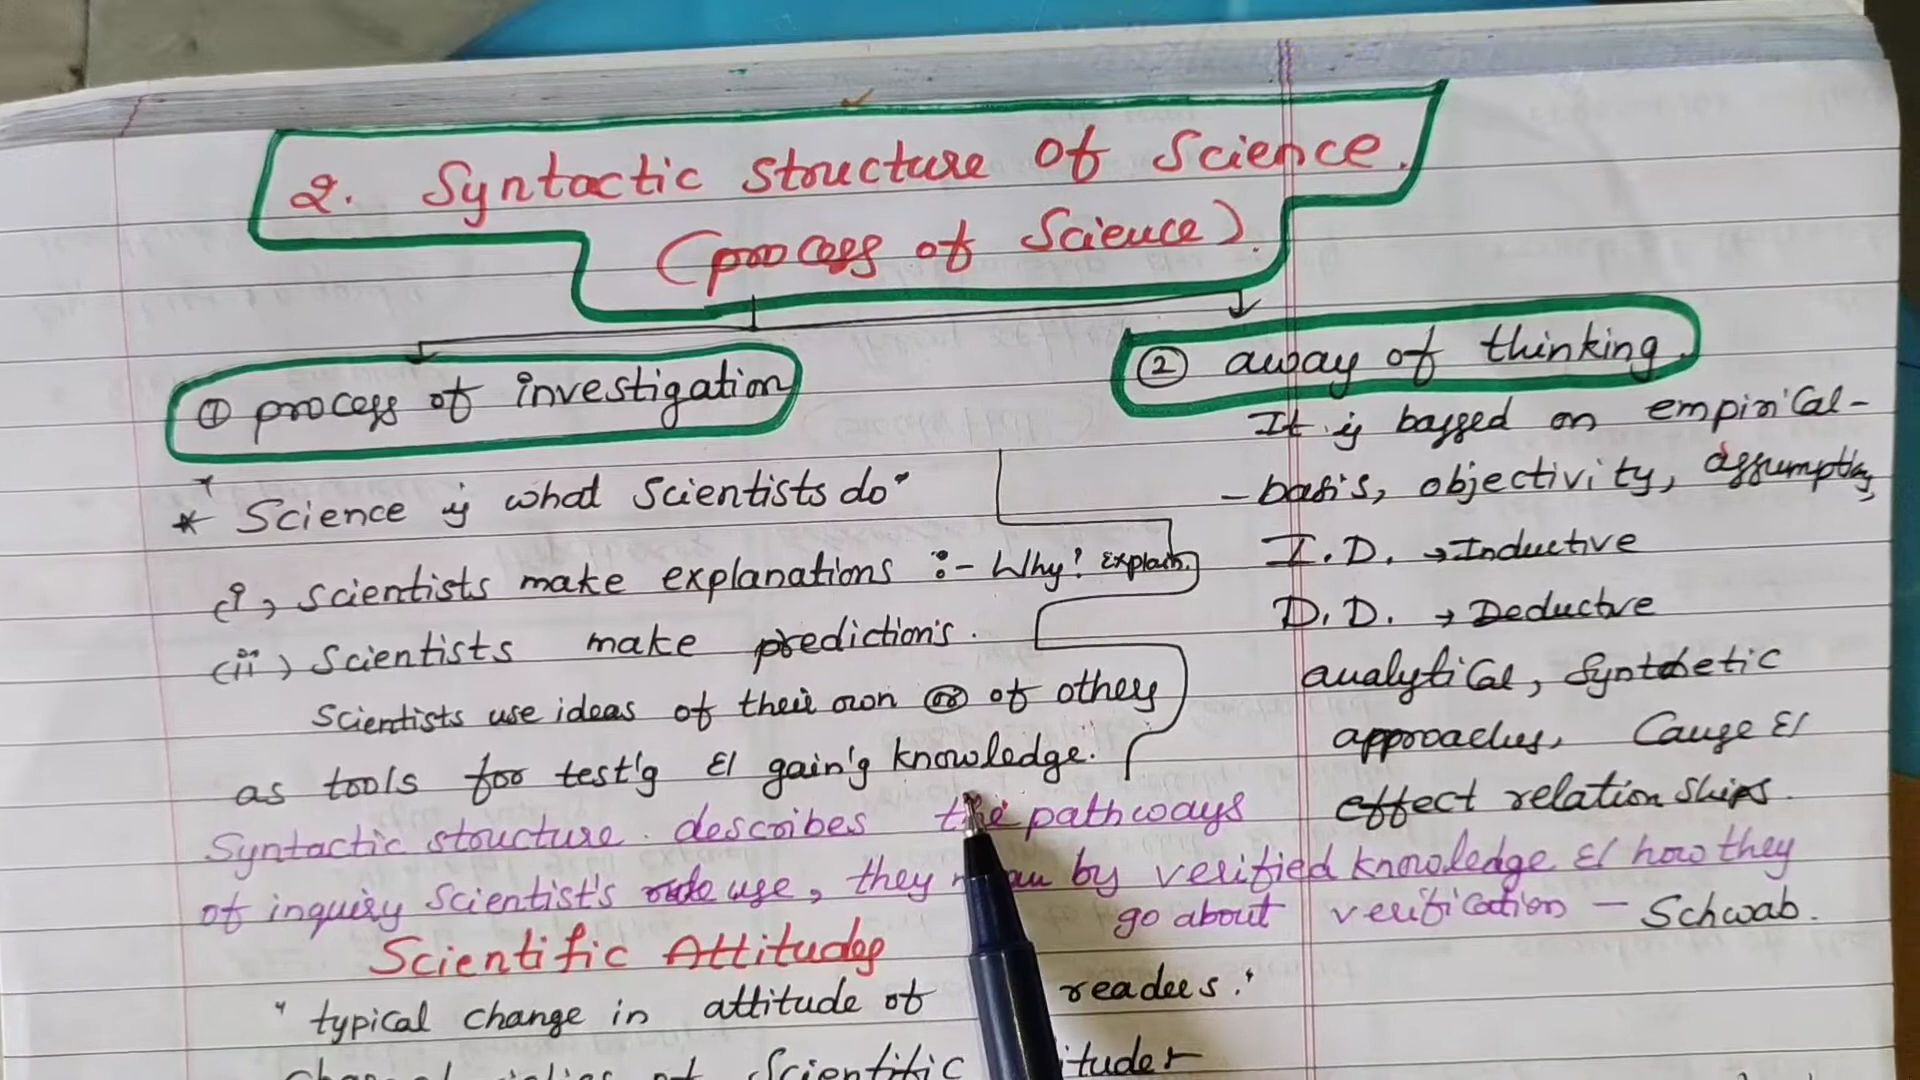 2. Syntactic structure of Science.
(process of Science).
① process of investigation
* Science is what Scientists do"
(i) Scientists make explanations :- Why? Explain.
(ii) Scientists make predictions.
Scientists use ideas of their own (or) of others
as tools for test'g & gain'g knowledge.
② away of thinking.
It is bassed on empirical-
- basis, objectivity, assumptions,
I.D. → Inductive
D.D. → Deductive
analytical, Synthetic
approaches, Cause &
effect relationships.
Syntactic structure describes the pathways
of inquiry Scientist's use, they by verified knowledge & how they
go about verification - Schwab.
Scientific Attitudes
" typical change in attitude of readers."
of Scientific